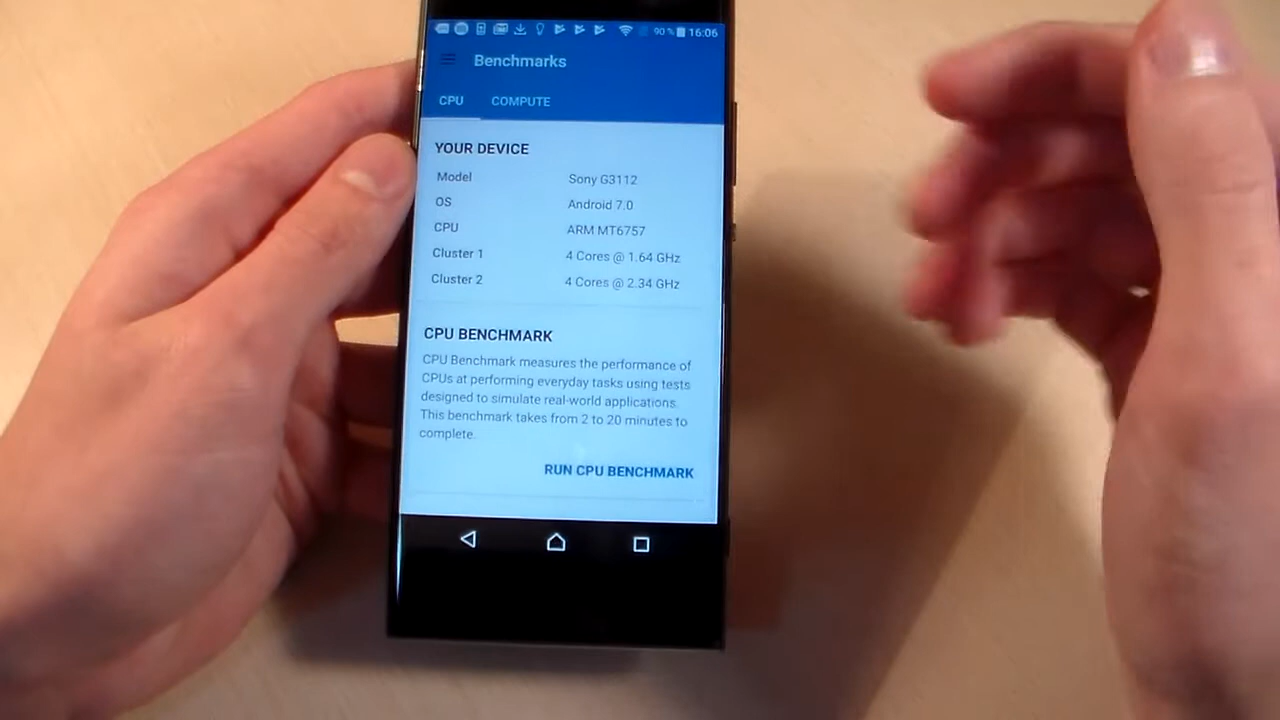 90 % 16:06
Benchmarks
CPU COMPUTE
YOUR DEVICE
Model Sony G3112
OS Android 7.0
CPU ARM MT6757
Cluster 1 4 Cores @ 1.64 GHz
Cluster 2 4 Cores @ 2.34 GHz
CPU BENCHMARK
CPU Benchmark measures the performance of
CPUs at performing everyday tasks using tests
designed to simulate real-world applications.
This benchmark takes from 2 to 20 minutes to
complete.
RUN CPU BENCHMARK